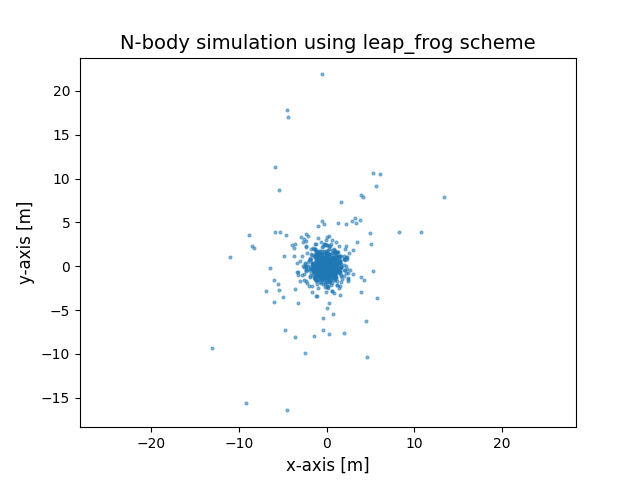 N-body simulation using leap_frog scheme
y-axis [m]
20
15
10
5
0
−5
−10
−15
−20 −10 0 10 20
x-axis [m]